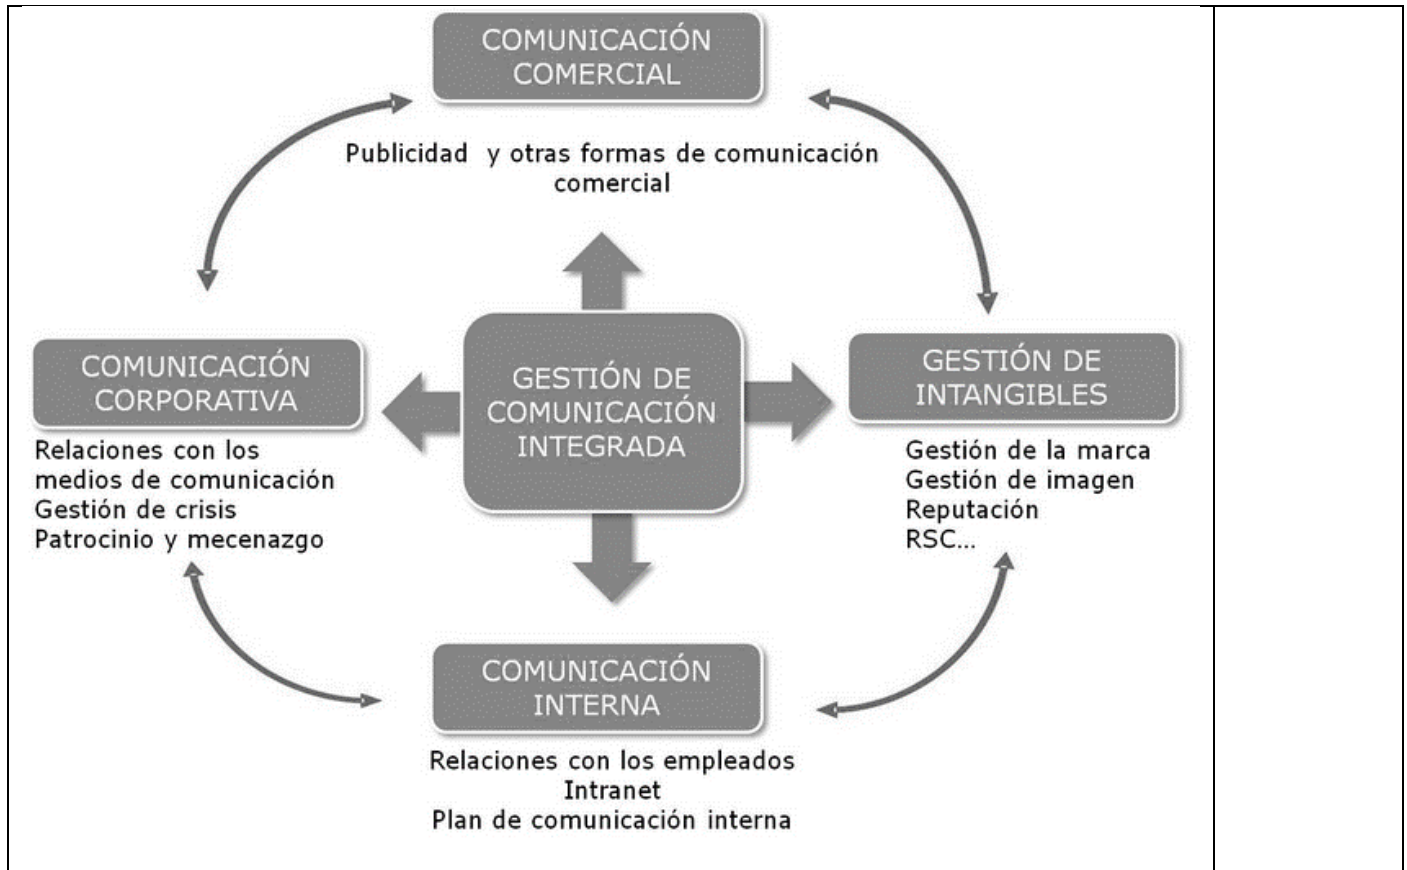 COMUNICACIÓN
COMERCIAL
Publicidad y otras formas de comunicación
comercial
COMUNICACIÓN
CORPORATIVA
Relaciones con los
medios de comunicación
Gestión de crisis
Patrocinio y mecenazgo
GESTIÓN DE
COMUNICACIÓN
INTEGRADA
GESTIÓN DE
INTANGIBLES
Gestión de la marca
Gestión de imagen
Reputación
RSC...
COMUNICACIÓN
INTERNA
Relaciones con los empleados
Intranet
Plan de comunicación interna